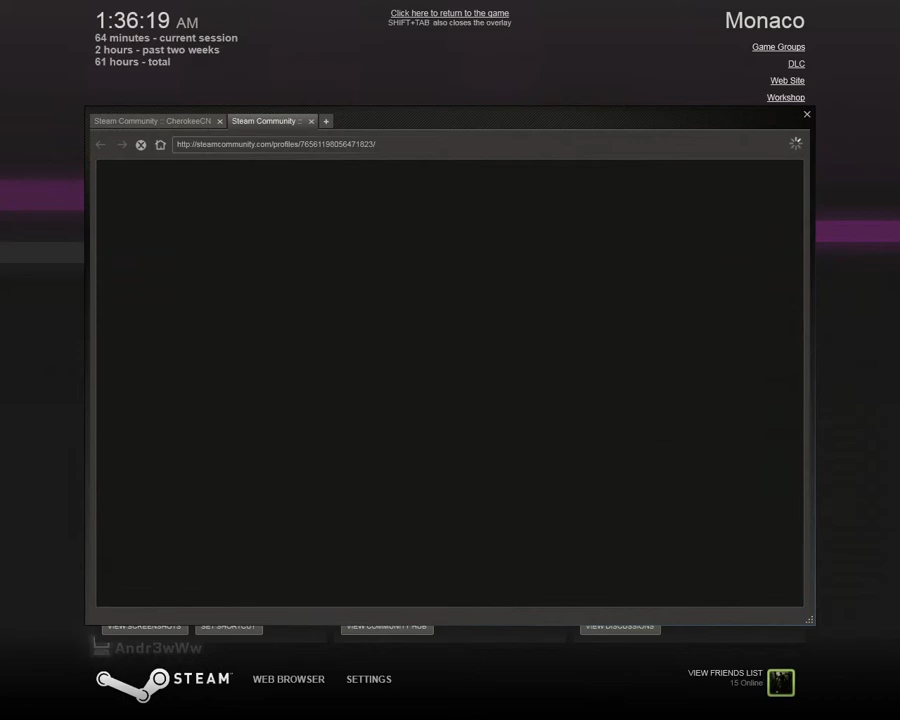 1:36:19 AM
64 minutes - current session
2 hours - past two weeks
61 hours - total
Click here to return to the game
SHIFT+TAB also closes the overlay
Monaco
Game Groups
DLC
Web Site
Workshop
Steam Community :: CherokeeCN
Steam Community ::
http://steamcommunity.com/profiles/76561198056471823/
VIEW SCREENSHOTS
SET SHORTCUT
VIEW COMMUNITY HUB
VIEW DISCUSSIONS
Andr3wWw
STEAM
WEB BROWSER
SETTINGS
VIEW FRIENDS LIST
15 Online